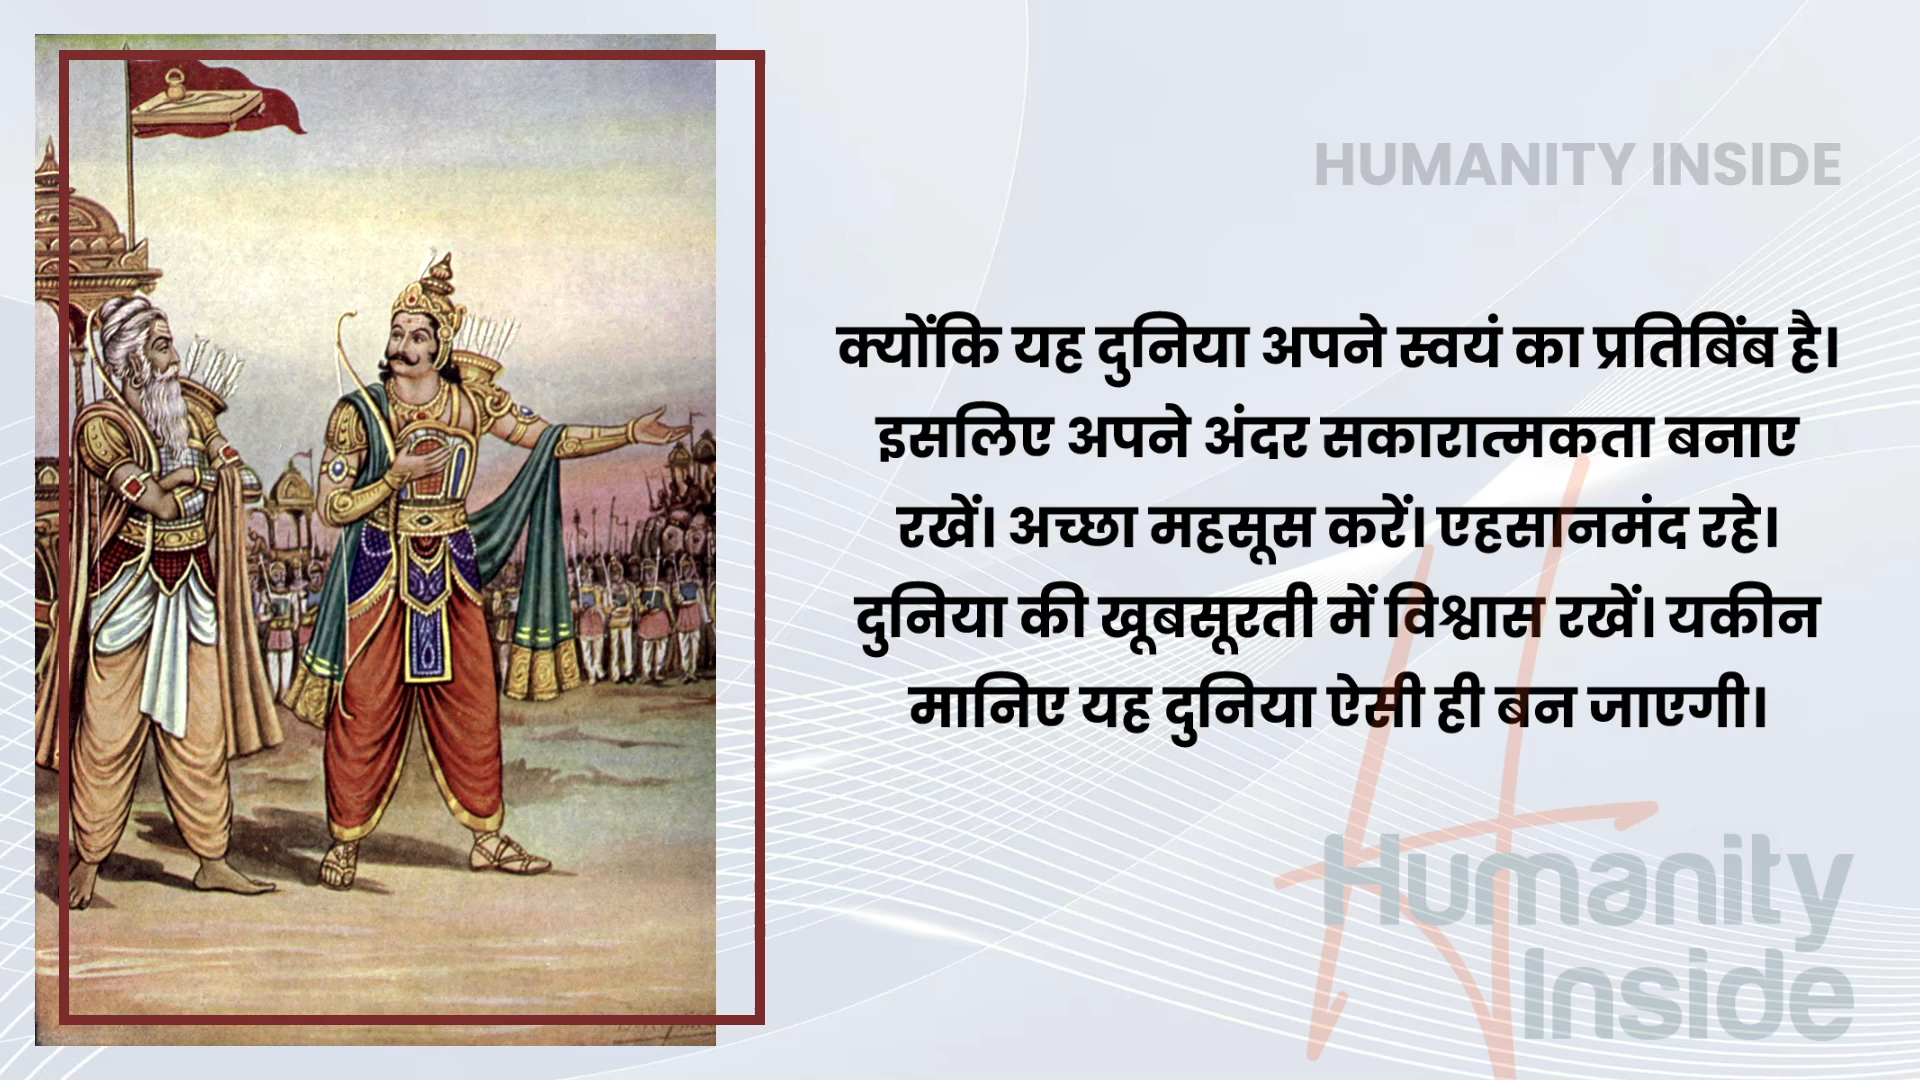 HUMANITY INSIDE
क्योंकि यह दुनिया अपने स्वयं का प्रतिबिंब है।
इसलिए अपने अंदर सकारात्मकता बनाए
रखें। अच्छा महसूस करें। एहसानमंद रहे।
दुनिया की खूबसूरती में विश्वास रखें। यकीन
मानिए यह दुनिया ऐसी ही बन जाएगी।
Humanity
Inside